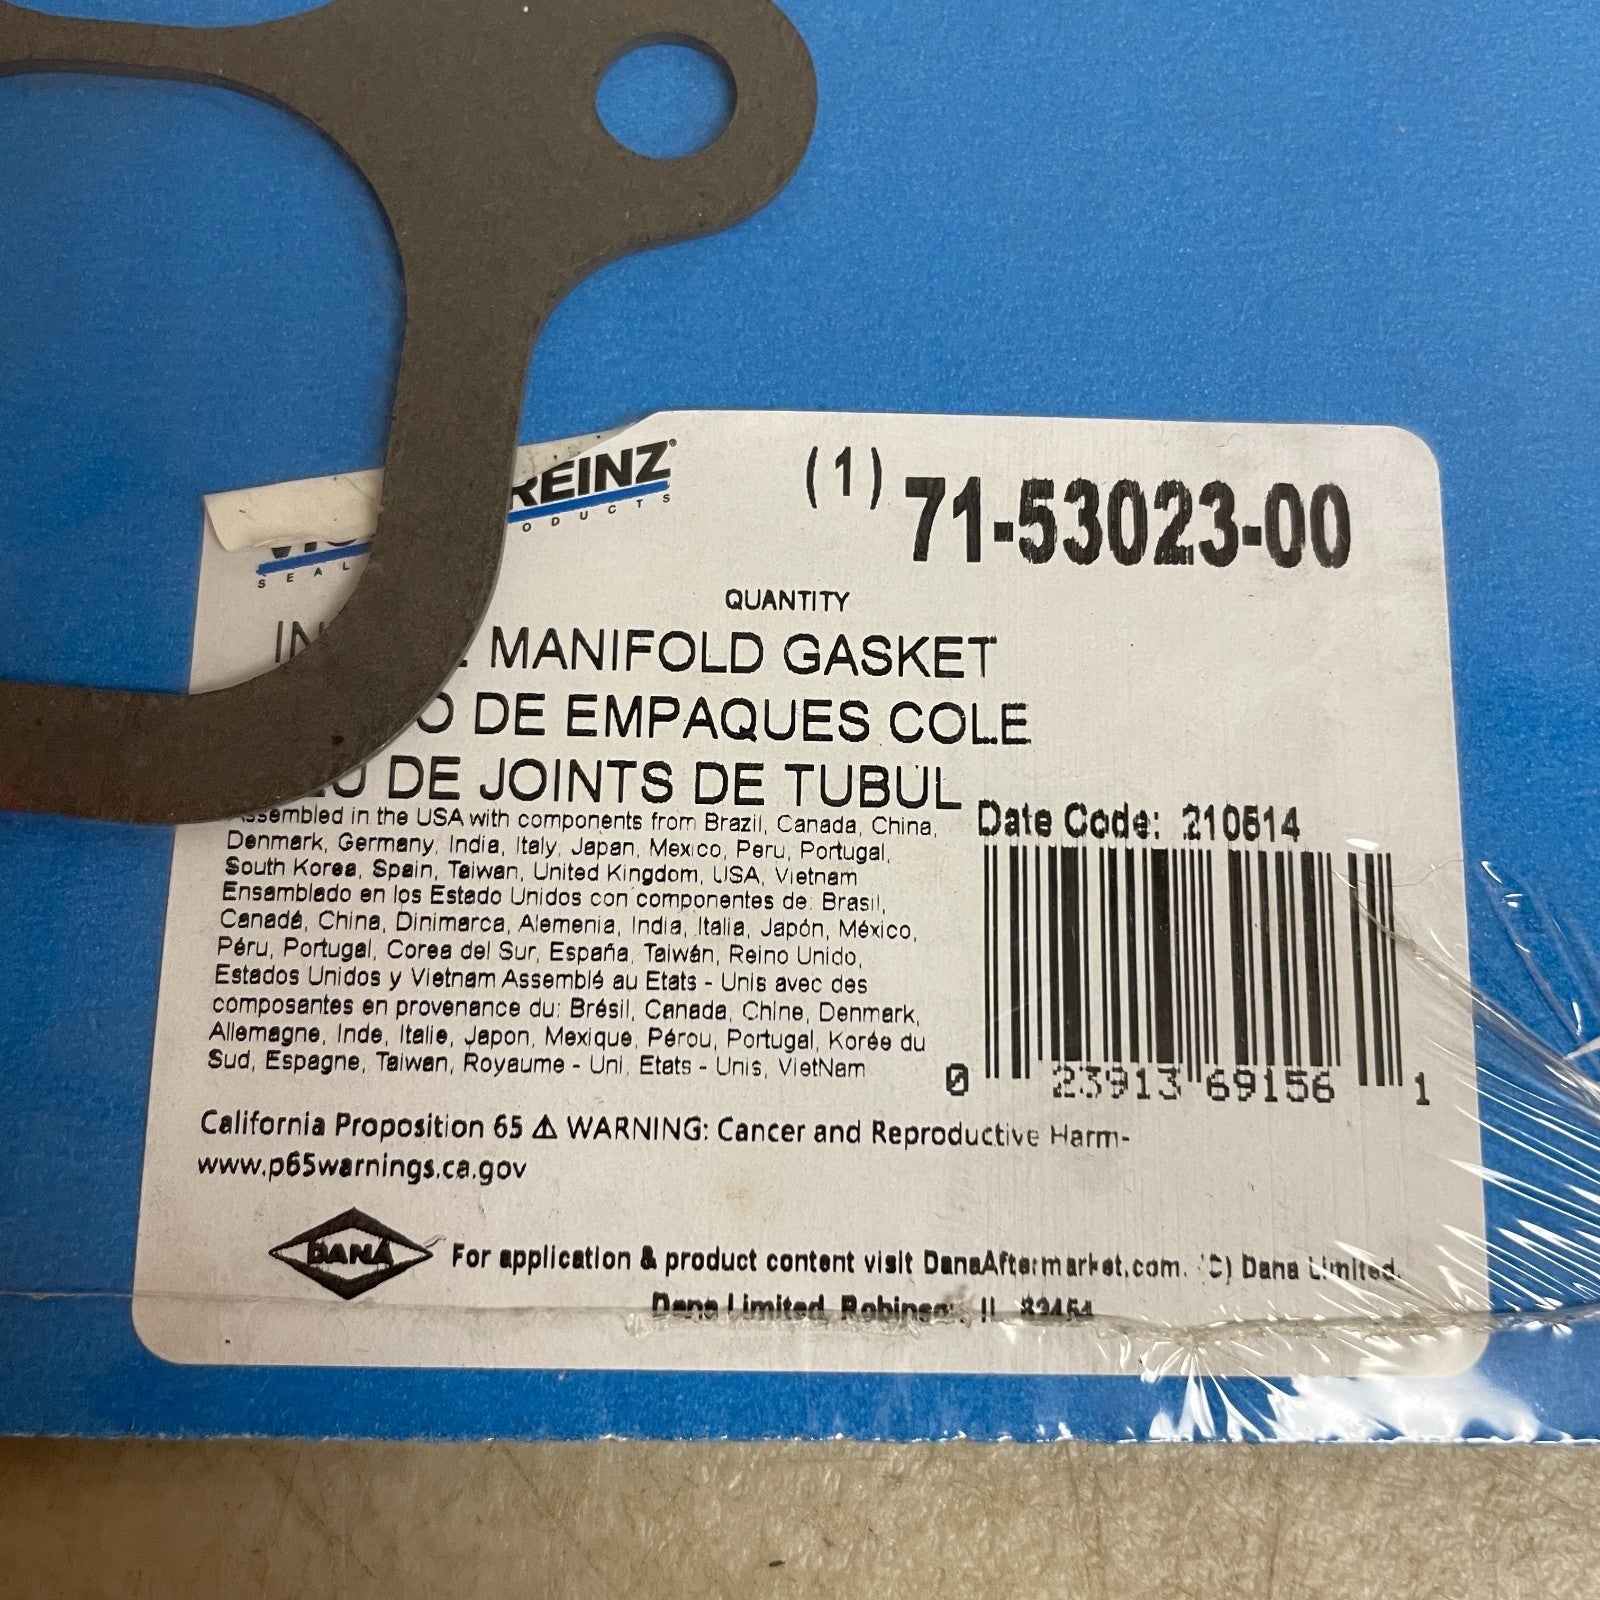 REINZ®
(1) 71-53023-00
SEAL
QUANTITY
MANIFOLD GASKET
O DE EMPAQUES COLE
DE JOINTS DE TUBUL
Assembled in the USA with components from Brazil, Canada, China,
Denmark, Germany, India, Italy, Japan, Mexico, Peru, Portugal,
South Korea, Spain, Taiwan, United Kingdom, USA, Vietnam
Ensamblado en los Estado Unidos con componentes de: Brasil,
Canadé, China, Dinimarca, Alemenia, India, Italia, Japón, México,
Péru, Portugal, Corea del Sur, España, Taiwán, Reino Unido,
Estados Unidos y Vietnam Assemblé au Etats - Unis avec des
composantes en provenance du: Brésil, Canada, Chine, Denmark,
Allemagne, Inde, Italie, Japon, Mexique, Pérou, Portugal, Korée du
Sud, Espagne, Taiwan, Royaume - Uni, Etats - Unis, VietNam
Date Code: 210614
0 23913 69156 1
California Proposition 65 ⚠ WARNING: Cancer and Reproductive Harm-
www.p65warnings.ca.gov
DANA
For application & product content visit DanaAftermarket.com. (C) Dana Limited.
Dana Limited, Robinson, IL